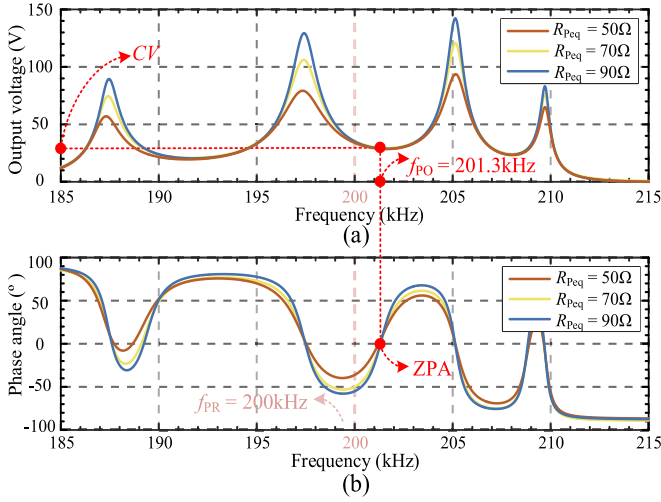 150
100
50
0
Output voltage (V)
CV
R_Peq = 50Ω
R_Peq = 70Ω
R_Peq = 90Ω
f_PO = 201.3kHz
185 190 195 200 205 210 215
Frequency (kHz)
(a)
100
50
0
-50
-100
Phase angle (°)
R_Peq = 50Ω
R_Peq = 70Ω
R_Peq = 90Ω
ZPA
f_PR = 200kHz
185 190 195 200 205 210 215
Frequency (kHz)
(b)